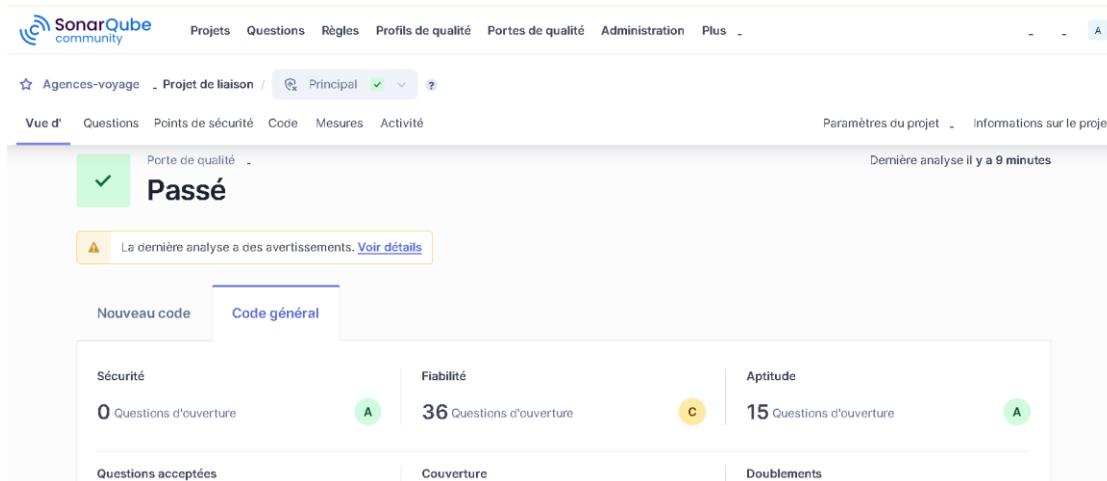 SonarQube community Projets Questions Règles Profils de qualité Portes de qualité Administration Plus A
Agences-voyage Projet de liaison / Principal ?
Vue d' Questions Points de sécurité Code Mesures Activité Paramètres du projet Informations sur le proje
Porte de qualité Dernière analyse il y a 9 minutes
Passé
La dernière analyse a des avertissements. Voir détails
Nouveau code Code général
Sécurité Fiabilité Aptitude
0 Questions d'ouverture A 36 Questions d'ouverture C 15 Questions d'ouverture A
Questions acceptées Couverture Doublements